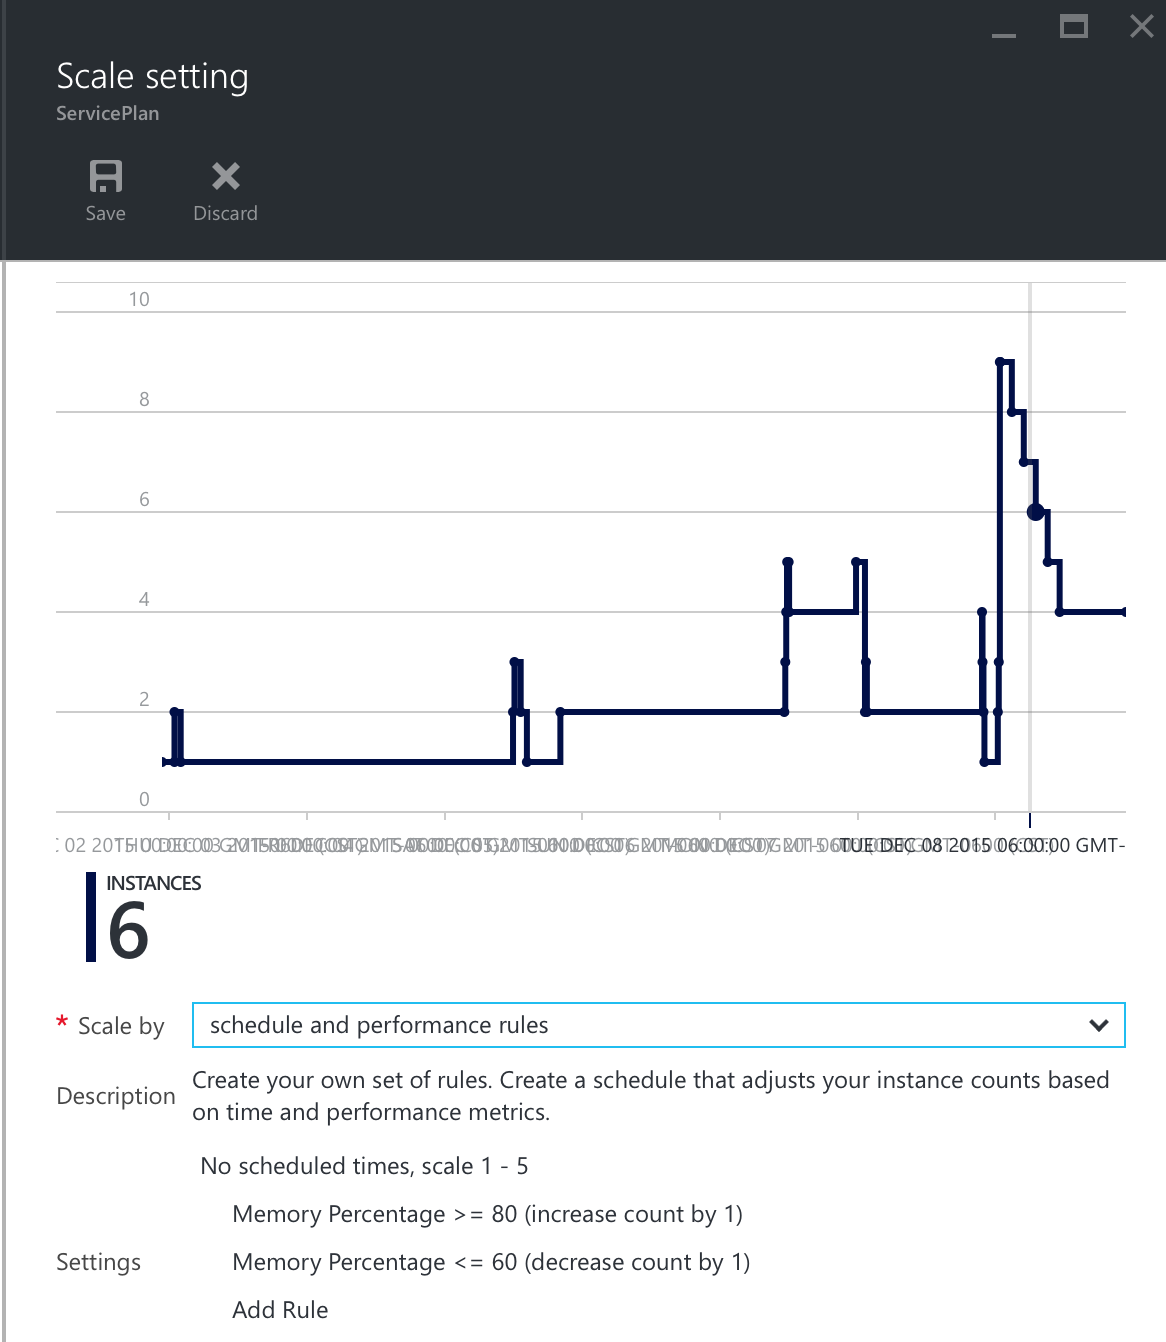 Scale setting
ServicePlan
Save
Discard
10
8
6
4
2
0
TUE DEC 08 2015 06:00:00 GMT-
INSTANCES
6
* Scale by
schedule and performance rules
Description
Create your own set of rules. Create a schedule that adjusts your instance counts based
on time and performance metrics.
No scheduled times, scale 1 - 5
Memory Percentage >= 80 (increase count by 1)
Settings
Memory Percentage <= 60 (decrease count by 1)
Add Rule